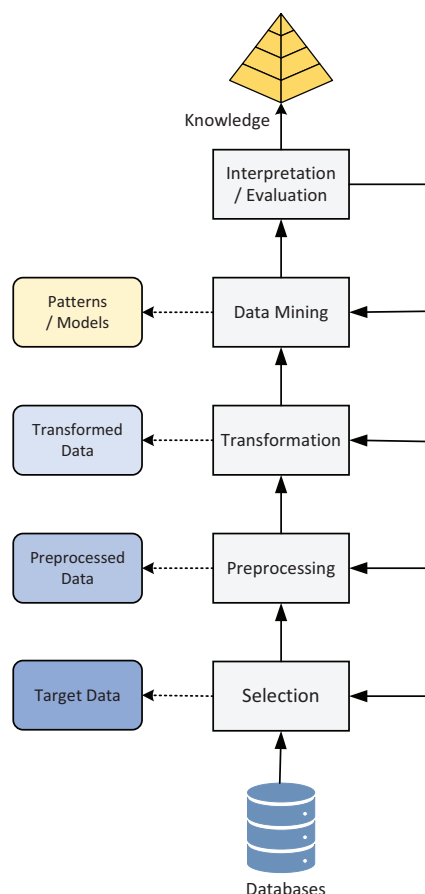 Knowledge
Interpretation
/ Evaluation
Patterns
/ Models
Data Mining
Transformed
Data
Transformation
Preprocessed
Data
Preprocessing
Target Data
Selection
Databases